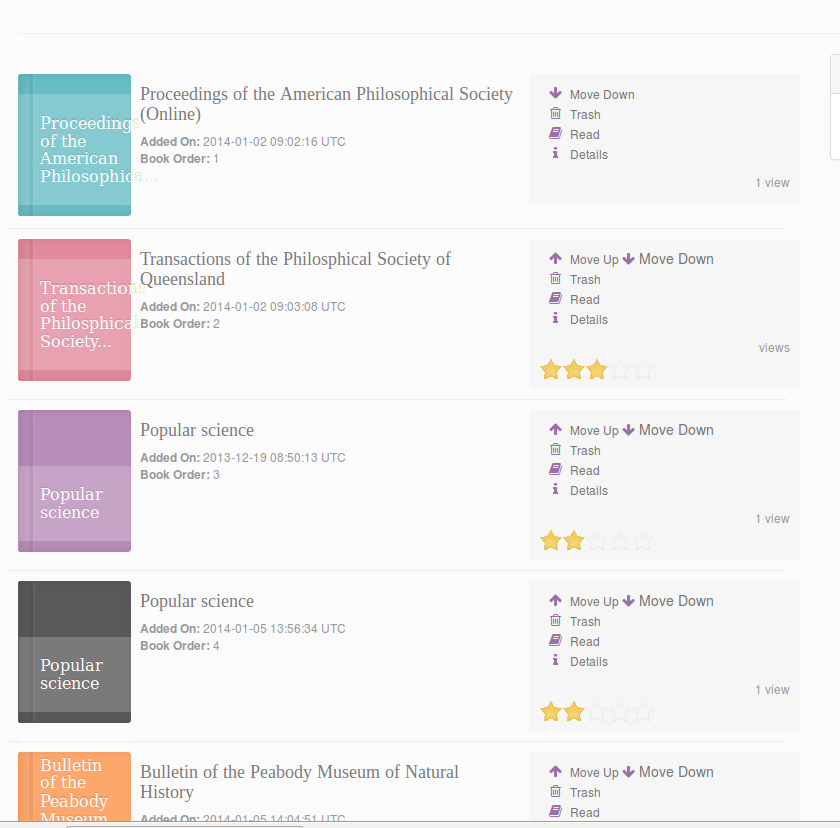 Proceedings
of the
American
Philosophica...
Proceedings of the American Philosophical Society
(Online)
Added On: 2014-01-02 09:02:16 UTC
Book Order: 1
Move Down
Trash
Read
Details
1 view
Transactions
of the
Philosphical
Society...
Transactions of the Philosphical Society of
Queensland
Added On: 2014-01-02 09:03:08 UTC
Book Order: 2
Move Up Move Down
Trash
Read
Details
views
Popular
science
Popular science
Added On: 2013-12-19 08:50:13 UTC
Book Order: 3
Move Up Move Down
Trash
Read
Details
1 view
Popular
science
Popular science
Added On: 2014-01-05 13:56:34 UTC
Book Order: 4
Move Up Move Down
Trash
Read
Details
1 view
Bulletin
of the
Peabody
Museum
Bulletin of the Peabody Museum of Natural
History
Added On: 2014-01-05 14:04:51 UTC
Move Up Move Down
Trash
Read